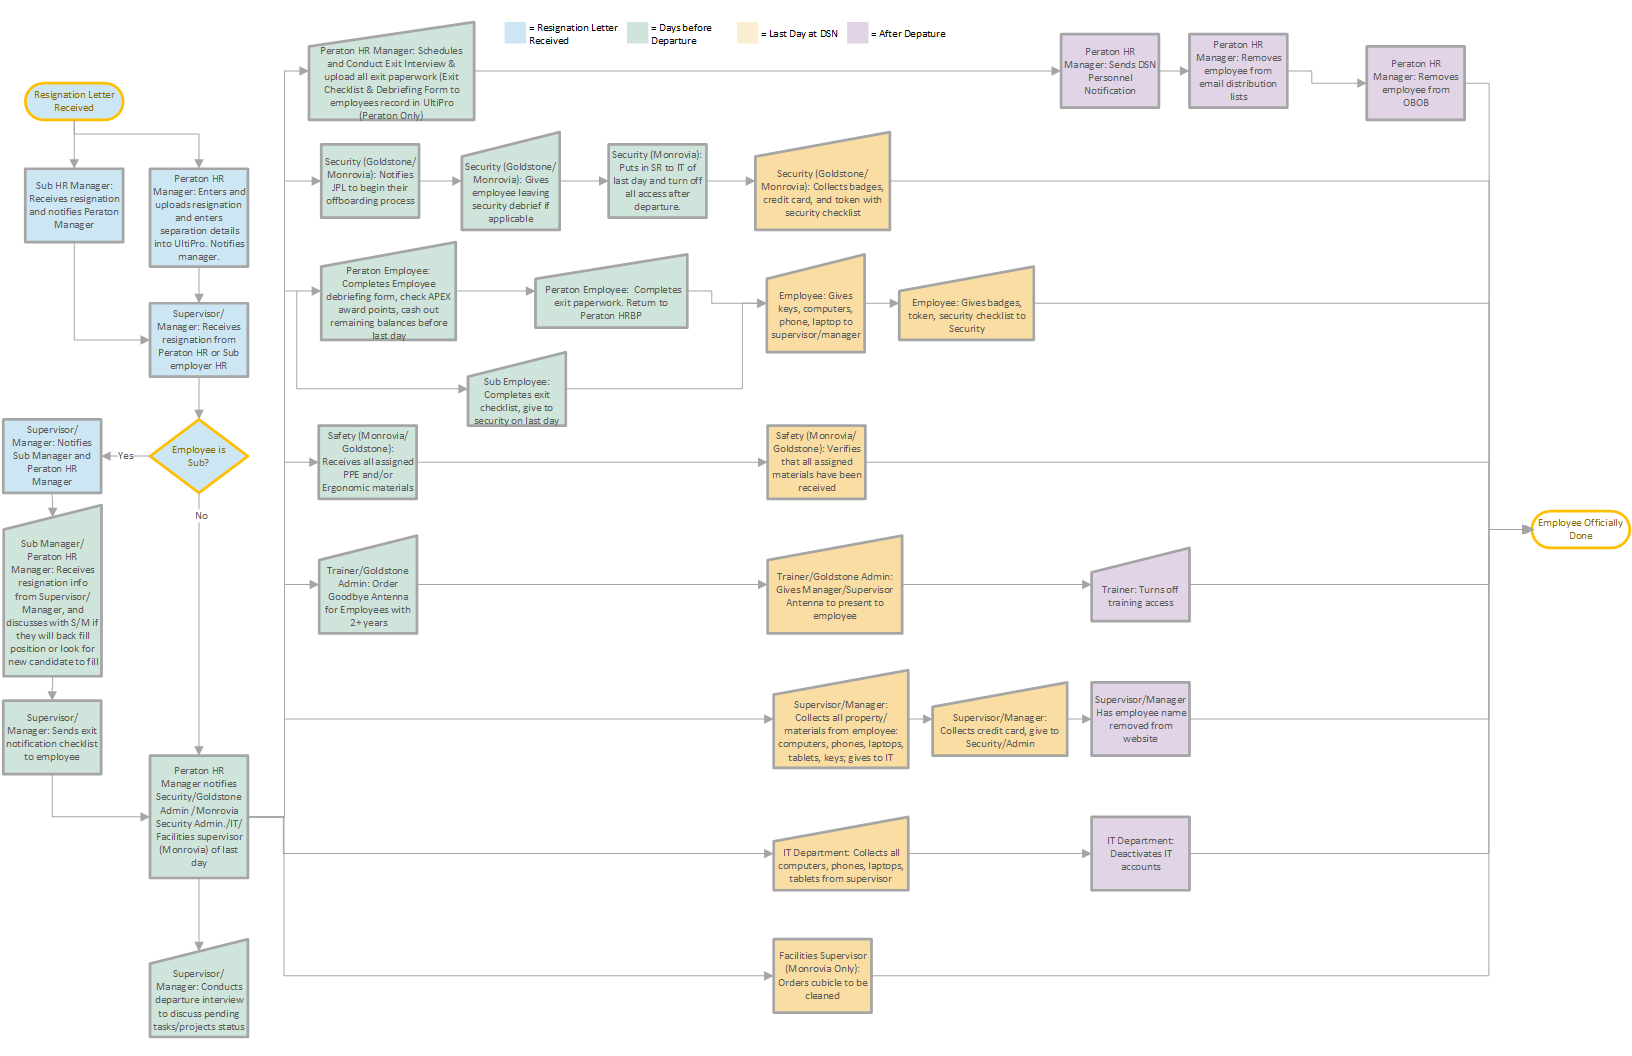 = Resignation Letter
Received
= Days before
Departure
= Last Day at DSN
= After Depature
Resignation Letter
Received
Sub HR Manager:
Receives resignation
and notifies Peraton
Manager
Peraton HR
Manager: Enters and
uploads resignation
and enters
separation details
into UltiPro. Notifies
manager.
Supervisor/
Manager: Receives
resignation from
Peraton HR or Sub
employer HR
Employee is
Sub?
Yes
No
Supervisor/
Manager: Notifies
Sub Manager and
Peraton HR
Manager
Sub Manager/
Peraton HR
Manager: Receives
resignation info
from Supervisor/
Manager, and
discusses with S/M if
they will back fill
position or look for
new candidate to fill
Supervisor/
Manager: Sends exit
notification checklist
to employee
Peraton HR
Manager notifies
Security/Goldstone
Admin /Monrovia
Security Admin./IT/
Facilities supervisor
(Monrovia) of last
day
Supervisor/
Manager: Conducts
departure interview
to discuss pending
tasks/projects status
Peraton HR Manager: Schedules
and Conduct Exit Interview &
upload all exit paperwork (Exit
Checklist & Debriefing Form to
employees record in UltiPro
(Peraton Only)
Peraton HR
Manager: Sends DSN
Personnel
Notification
Peraton HR
Manager: Removes
employee from
email distribution
lists
Peraton HR
Manager: Removes
employee from
OBOB
Security (Goldstone/
Monrovia): Notifies
JPL to begin their
offboarding process
Security (Goldstone/
Monrovia): Gives
employee leaving
security debrief if
applicable
Security (Monrovia):
Puts in SR to IT of
last day and turn off
all access after
departure.
Security (Goldstone/
Monrovia): Collects badges,
credit card, and token with
security checklist
Peraton Employee:
Completes Employee
debriefing form, check APEX
award points, cash out
remaining balances before
last day
Peraton Employee: Completes
exit paperwork. Return to
Peraton HRBP
Employee: Gives
keys, computers,
phone, laptop to
supervisor/manager
Employee: Gives badges,
token, security checklist to
Security
Sub Employee:
Completes exit
checklist, give to
security on last day
Safety (Monrovia/
Goldstone):
Receives all assigned
PPE and/or
Ergonomic materials
Safety (Monrovia/
Goldstone): Verifies
that all assigned
materials have been
received
Employee Officially
Done
Trainer/Goldstone
Admin: Order
Goodbye Antenna
for Employees with
2+ years
Trainer/Goldstone Admin:
Gives Manager/Supervisor
Antenna to present to
employee
Trainer: Turns off
training access
Supervisor/Manager:
Collects all property/
materials from employee:
computers, phones, laptops,
tablets, keys; gives to IT
Supervisor/Manager:
Collects credit card, give to
Security/Admin
Supervisor/Manager
Has employee name
removed from
website
IT Department: Collects all
computers, phones, laptops,
tablets from supervisor
IT Department:
Deactivates IT
accounts
Facilities Supervisor
(Monrovia Only):
Orders cubicle to be
cleaned